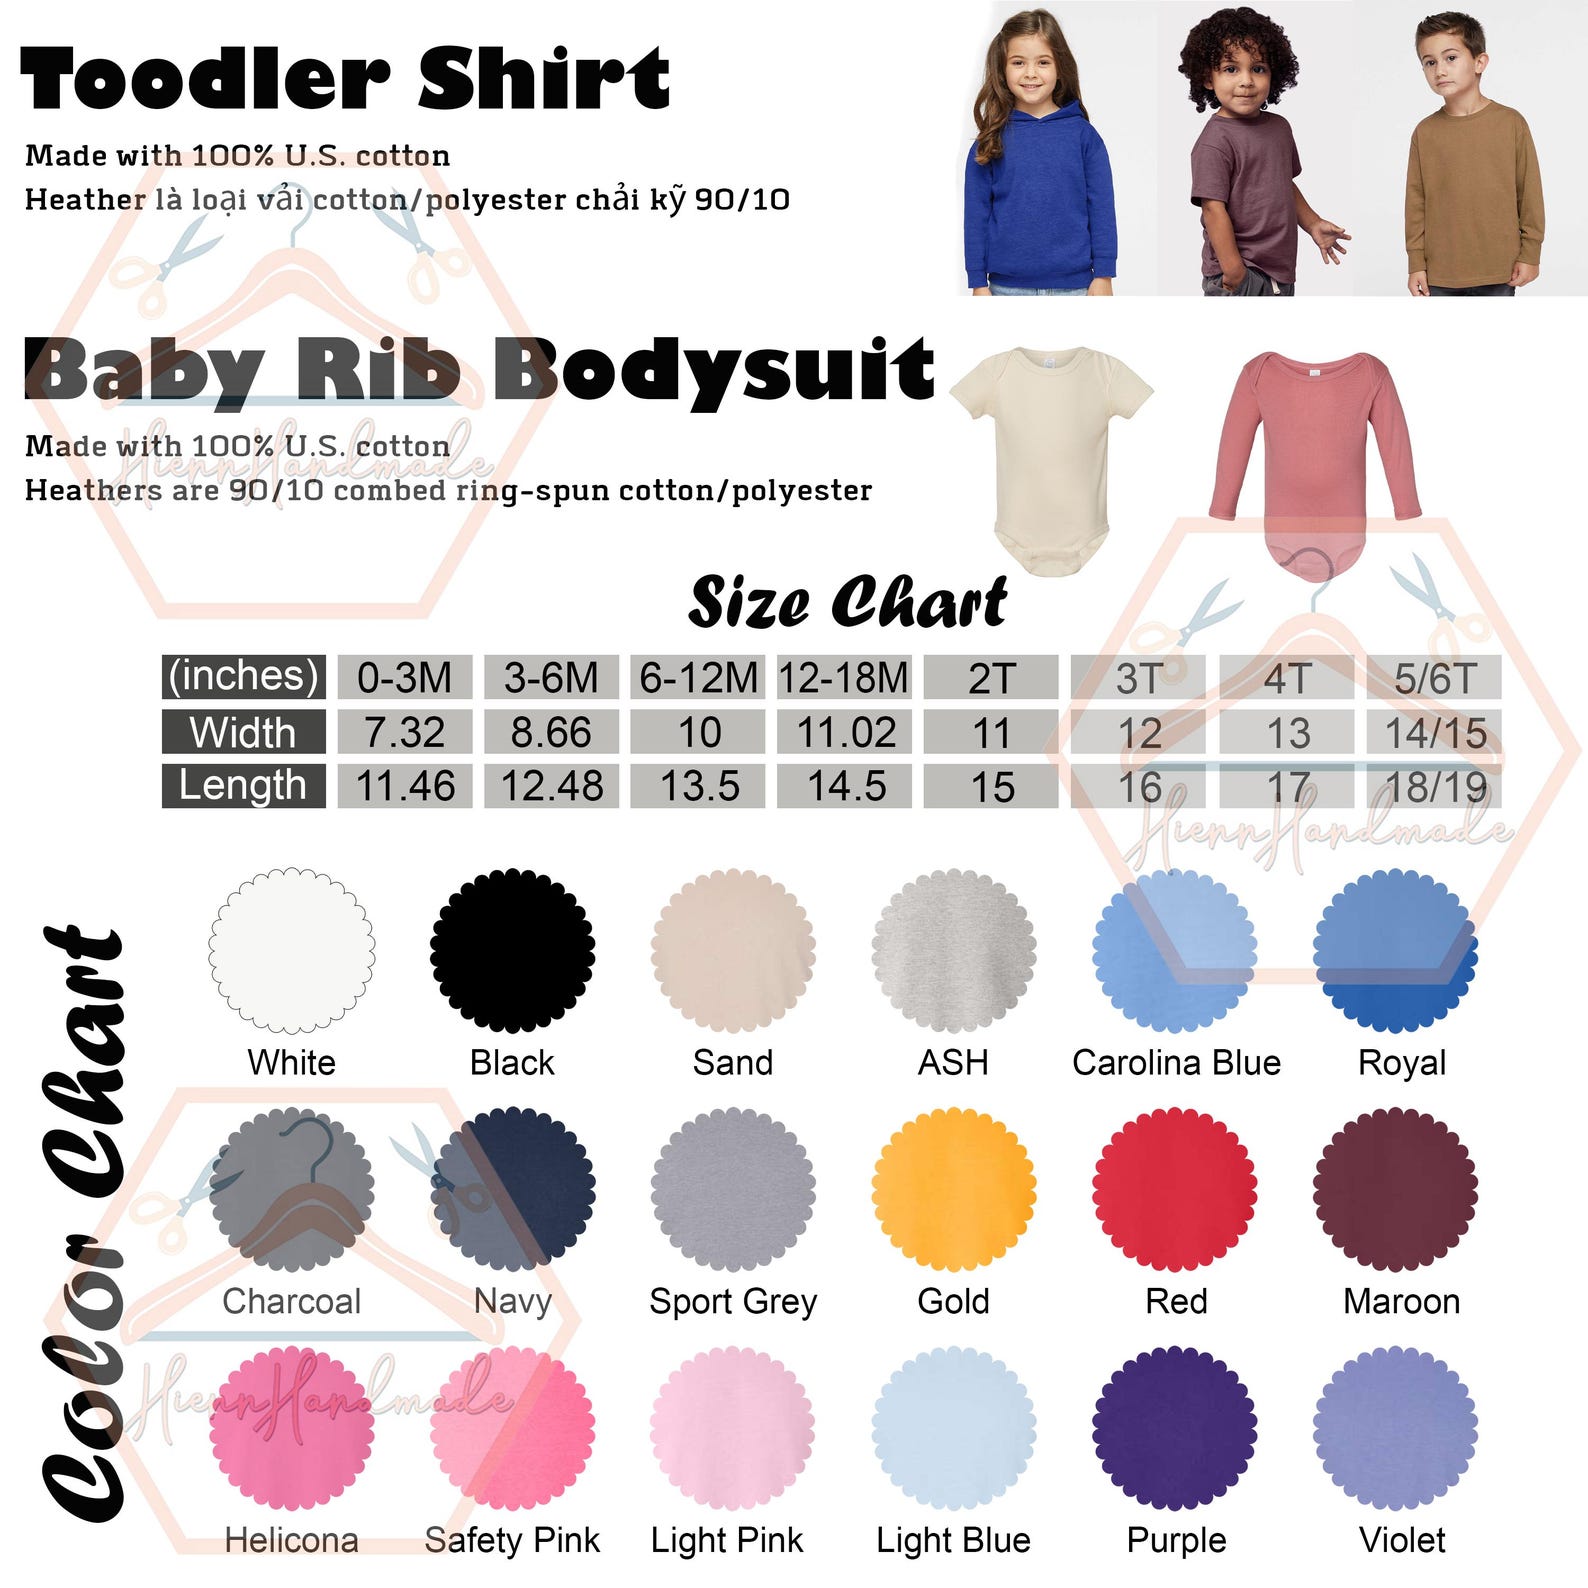 Toodler Shirt
Made with 100% U.S. cotton
Heather là loại vải cotton/polyester chải kỹ 90/10
Baby Rib Bodysuit
Made with 100% U.S. cotton
Heathers are 90/10 combed ring-spun cotton/polyester
HiennHandmade
Size Chart
(inches) 0-3M 3-6M 6-12M 12-18M 2T 3T 4T 5/6T
Width 7.32 8.66 10 11.02 11 12 13 14/15
Length 11.46 12.48 13.5 14.5 15 16 17 18/19
HiennHandmade
Color Chart
White Black Sand ASH Carolina Blue Royal
Charcoal Navy Sport Grey Gold Red Maroon
HiennHandmade
Helicona Safety Pink Light Pink Light Blue Purple Violet